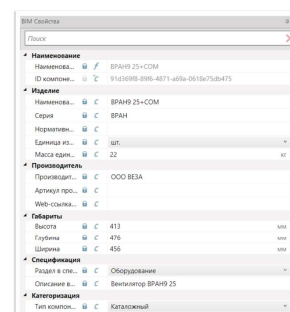 BIM Свойства
Поиск
Наименование
Наименова... f ВРАН9 25+COM
ID компоне... C 91d369f8-89f6-4871-a69a-0618e75db475
Изделие
Наименова... C ВРАН9 25+COM
Серия C ВРАН
Нормативн... C
Единица из... C шт.
Масса един... C 22 кг
Производитель
Производит... C ООО ВЕЗА
Артикул про... C
Web-ссылка... C
Габариты
Высота C 413 мм
Глубина C 476 мм
Ширина C 456 мм
Спецификация
Раздел в спе... C Оборудование
Описание в... C Вентилятор ВРАН9 25
Категоризация
Тип компон... C Каталожный